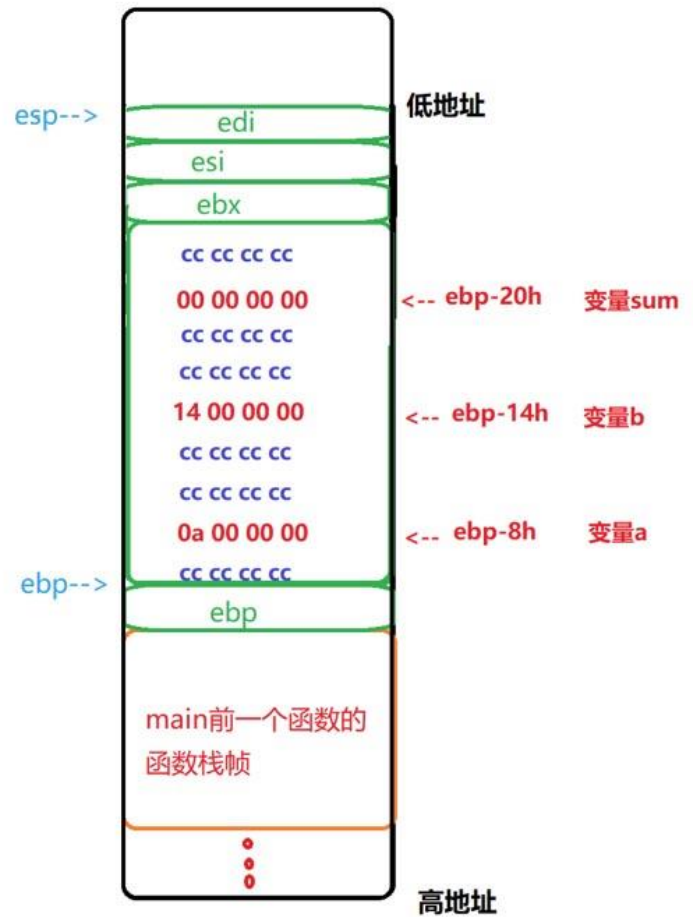 低地址
esp-->
edi
esi
ebx
cc cc cc cc
00 00 00 00 <-- ebp-20h 变量sum
cc cc cc cc
cc cc cc cc
14 00 00 00 <-- ebp-14h 变量b
cc cc cc cc
cc cc cc cc
0a 00 00 00 <-- ebp-8h 变量a
cc cc cc cc
ebp-->
ebp
main前一个函数的
函数栈帧
高地址